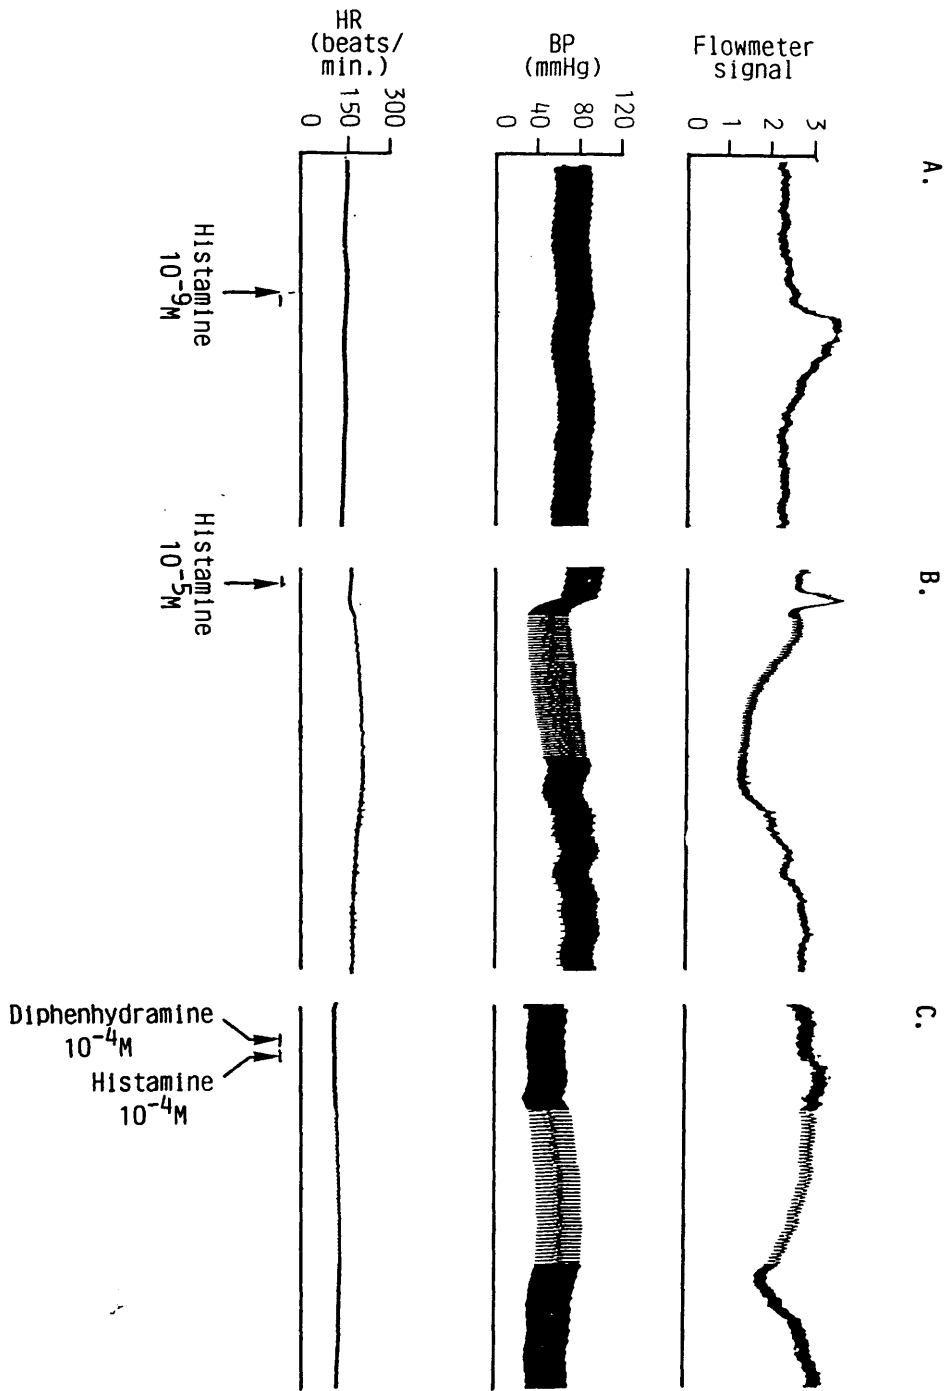 A.
B.
C.
Flowmeter
signal
0 1 2 3
BP
(mmHg)
0 40 80 120
HR
(beats/
min.)
0 150 300
Histamine
10⁻⁹M
Histamine
10⁻⁵M
Diphenhydramine
10⁻⁴M
Histamine
10⁻⁴M